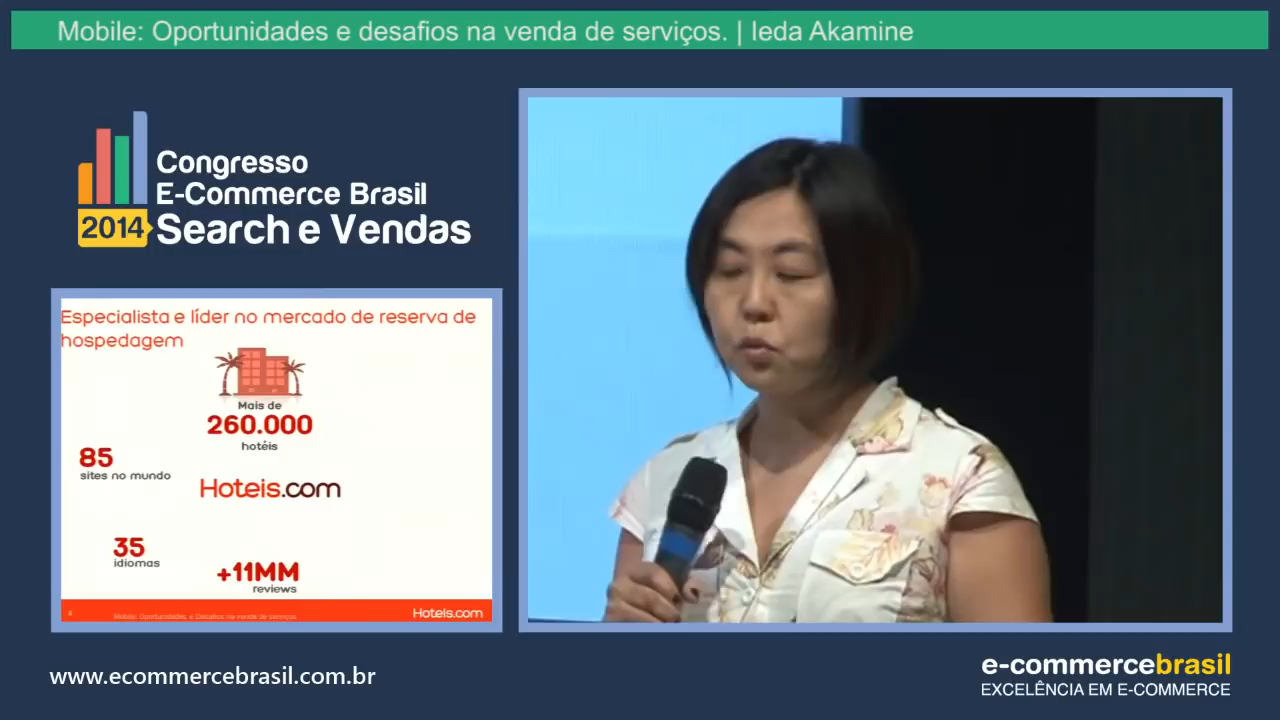 Mobile: Oportunidades e desafios na venda de serviços. | Ieda Akamine
Congresso
E-Commerce Brasil
2014 Search e Vendas
Especialista e líder no mercado de reserva de
hospedagem
Mais de
260.000
hotéis
85
sites no mundo
Hoteis.com
35
idiomas
+11MM
reviews
4 Mobile: Oportunidades e Desafios na venda de serviços Hoteis.com
www.ecommercebrasil.com.br
e-commercebrasil
EXCELÊNCIA EM E-COMMERCE